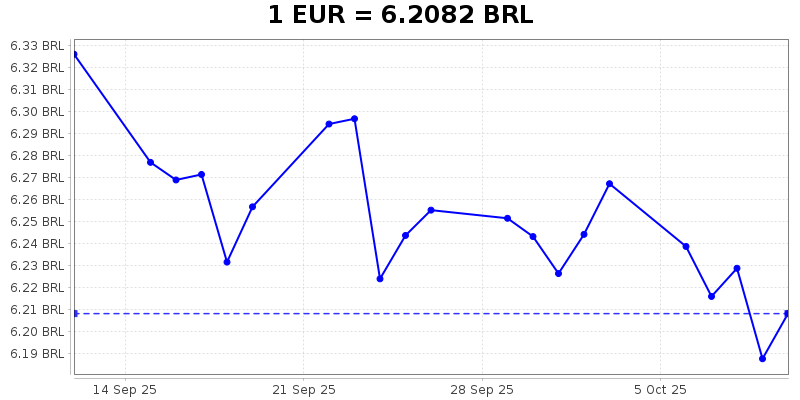 1 EUR = 6.2082 BRL
6.33 BRL
6.32 BRL
6.31 BRL
6.30 BRL
6.29 BRL
6.28 BRL
6.27 BRL
6.26 BRL
6.25 BRL
6.24 BRL
6.23 BRL
6.22 BRL
6.21 BRL
6.20 BRL
6.19 BRL
14 Sep 25 21 Sep 25 28 Sep 25 5 Oct 25